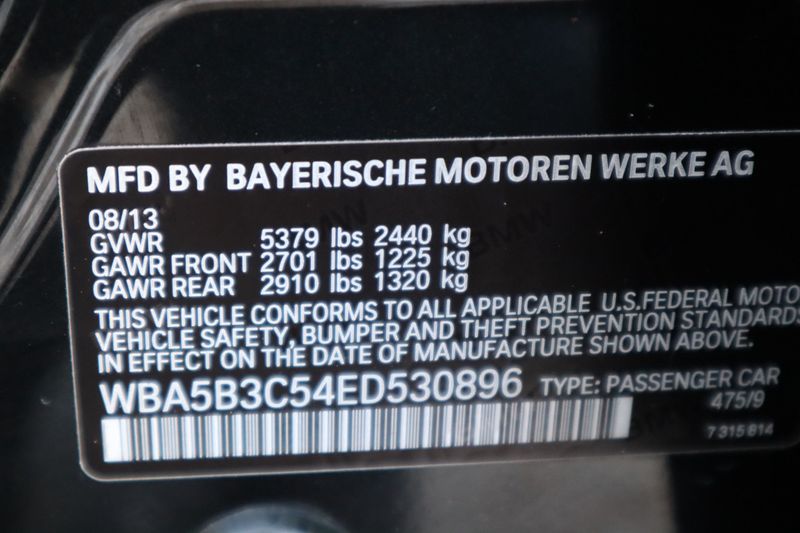 MFD BY BAYERISCHE MOTOREN WERKE AG
08/13
GVWR 5379 lbs 2440 kg
GAWR FRONT 2701 lbs 1225 kg
GAWR REAR 2910 lbs 1320 kg
THIS VEHICLE CONFORMS TO ALL APPLICABLE U.S.FEDERAL MOTO
VEHICLE SAFETY, BUMPER AND THEFT PREVENTION STANDARDS
IN EFFECT ON THE DATE OF MANUFACTURE SHOWN ABOVE.
WBA5B3C54ED530896 TYPE: PASSENGER CAR
475/9
7 315 814